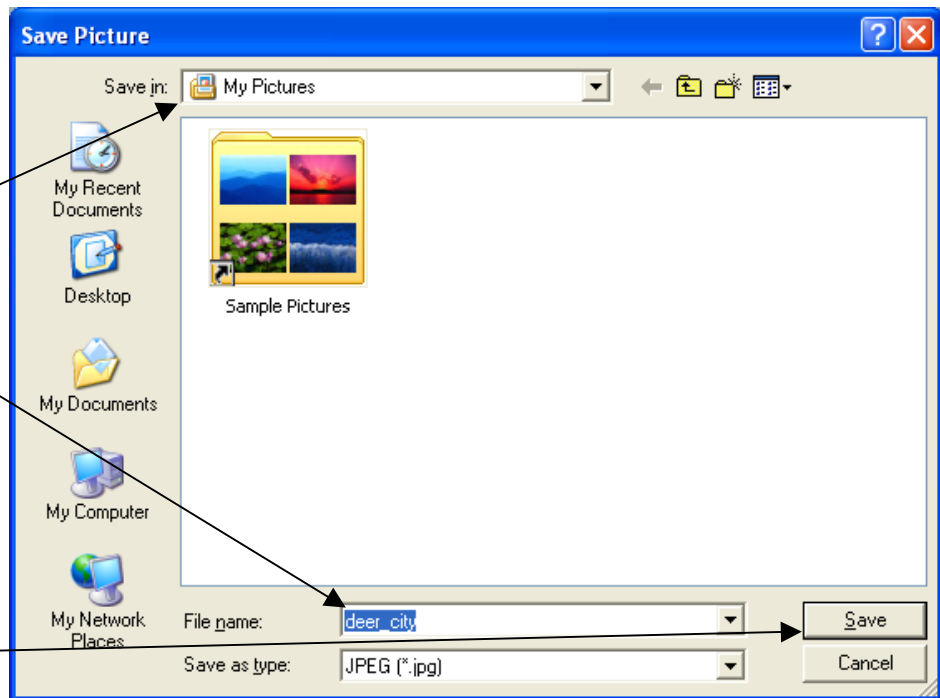 Save Picture
Save in:
My Pictures
My Recent
Documents
Desktop
My Documents
My Computer
My Network
Places
Sample Pictures
File name:
deer_city
Save
Save as type:
JPEG (*.jpg)
Cancel